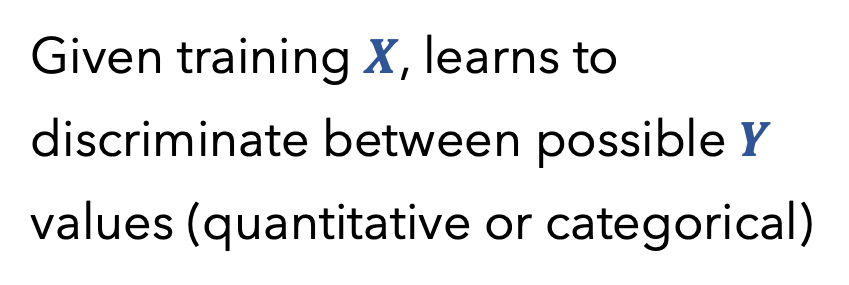 Given training X, learns to
discriminate between possible Y
values (quantitative or categorical)